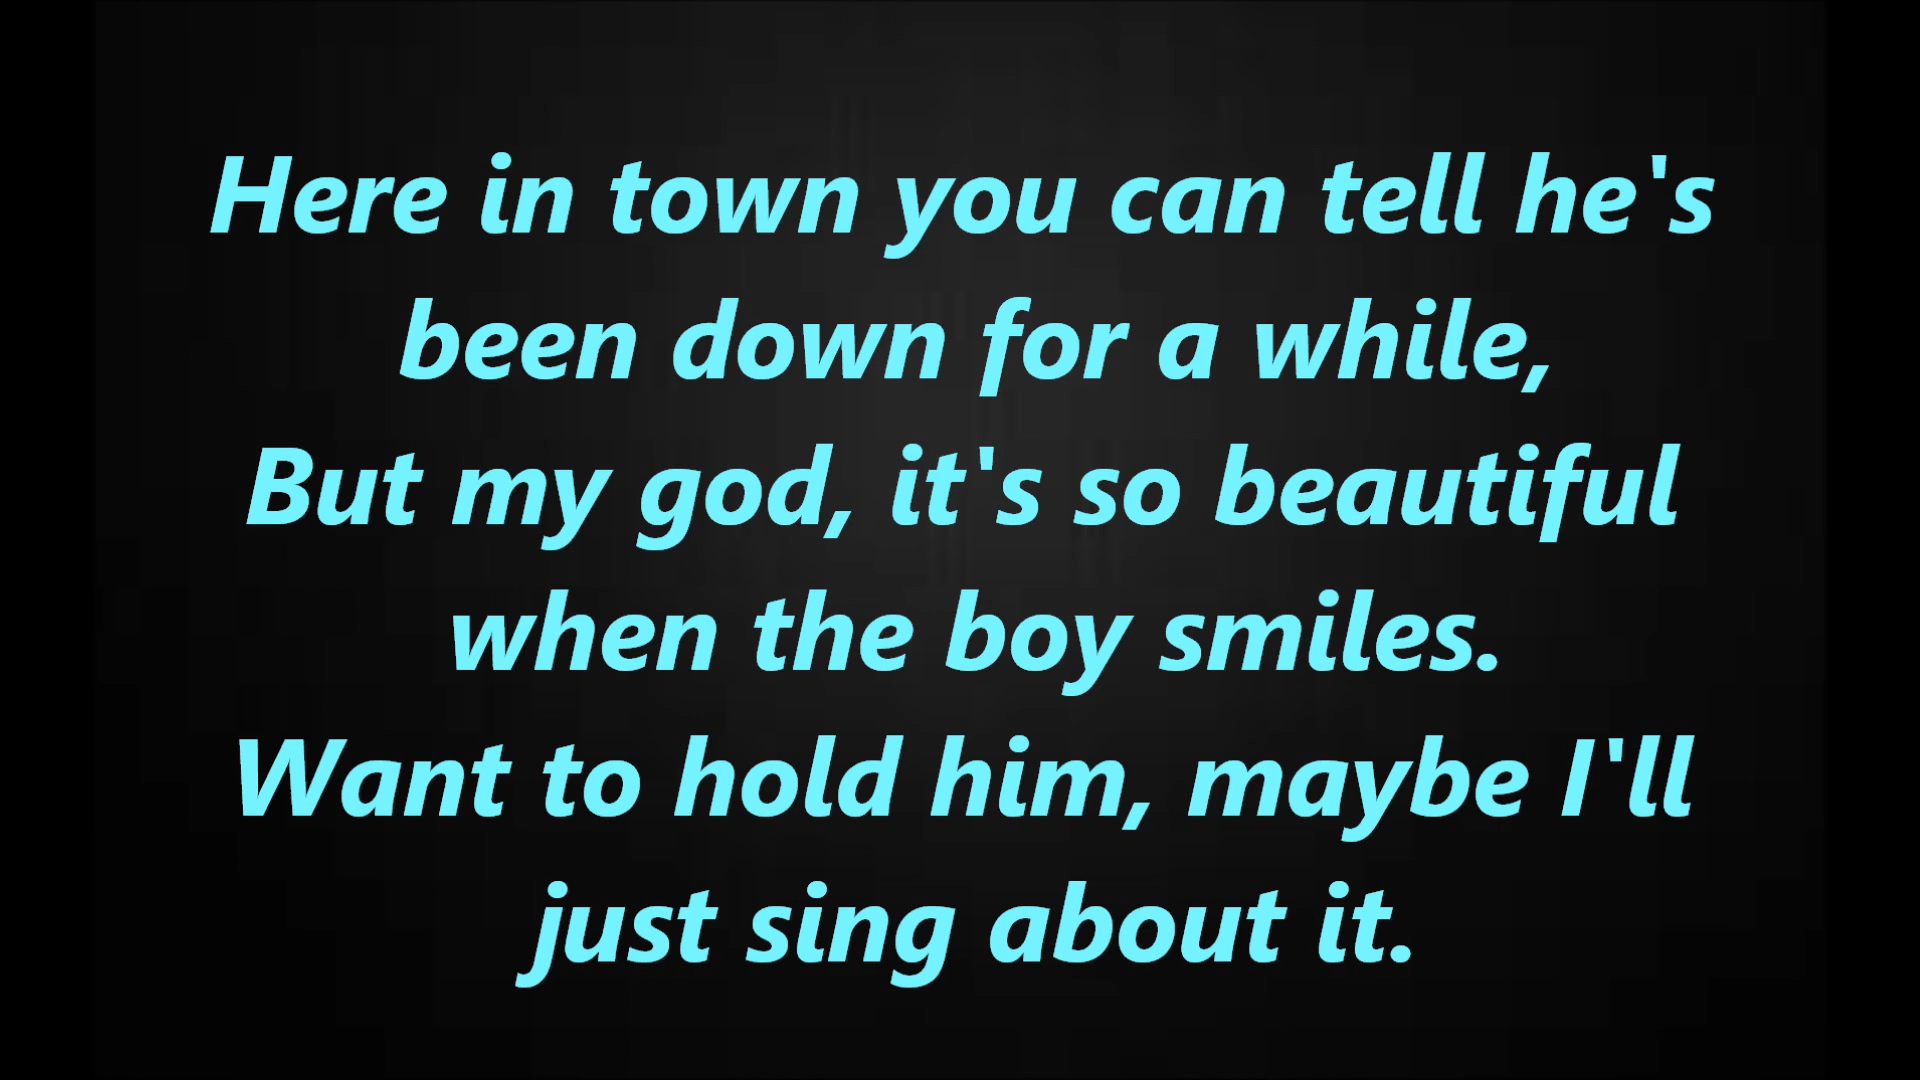 Here in town you can tell he's
been down for a while,
But my god, it's so beautiful
when the boy smiles.
Want to hold him, maybe I'll
just sing about it.